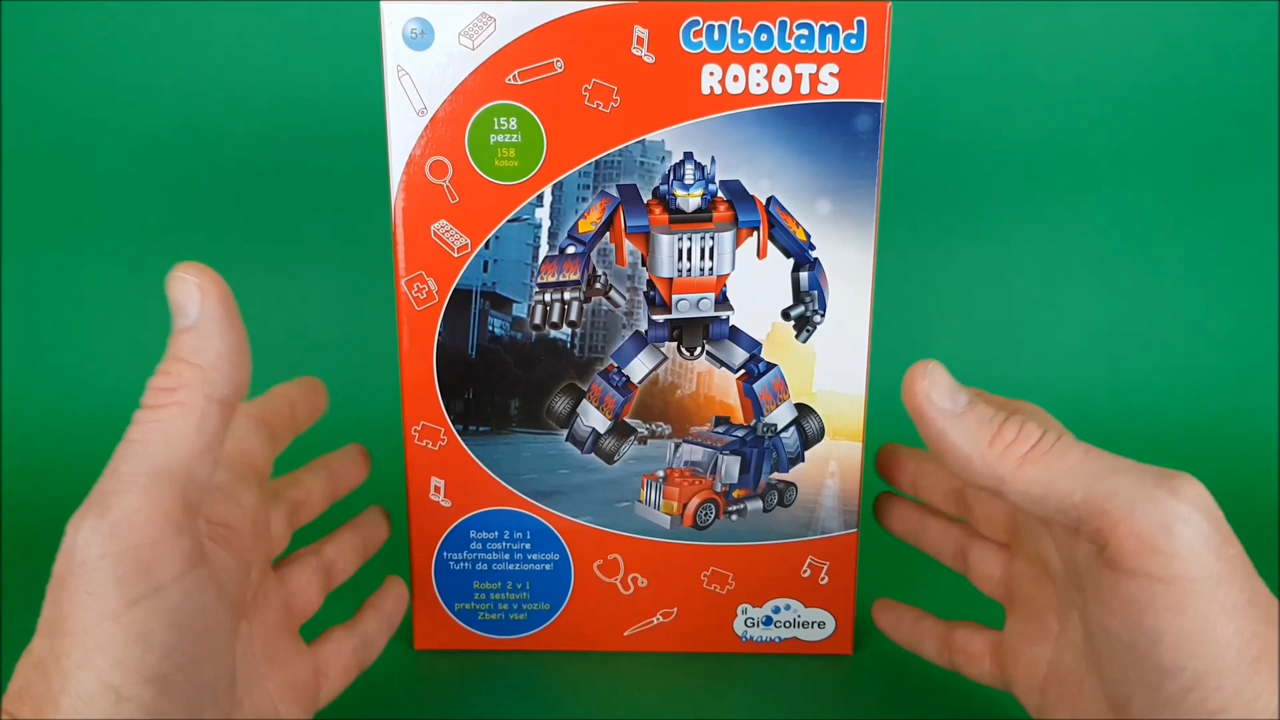 5+
Cuboland
ROBOTS
158
pezzi
158
kosov
Robot 2 in 1
da costruire
trasformabile in veicolo
Tutti da collezionare!
Robot 2 v 1
za sestaviti
pretvori se v vozilo
Zberi vse!
il
Giocoliere
bravo